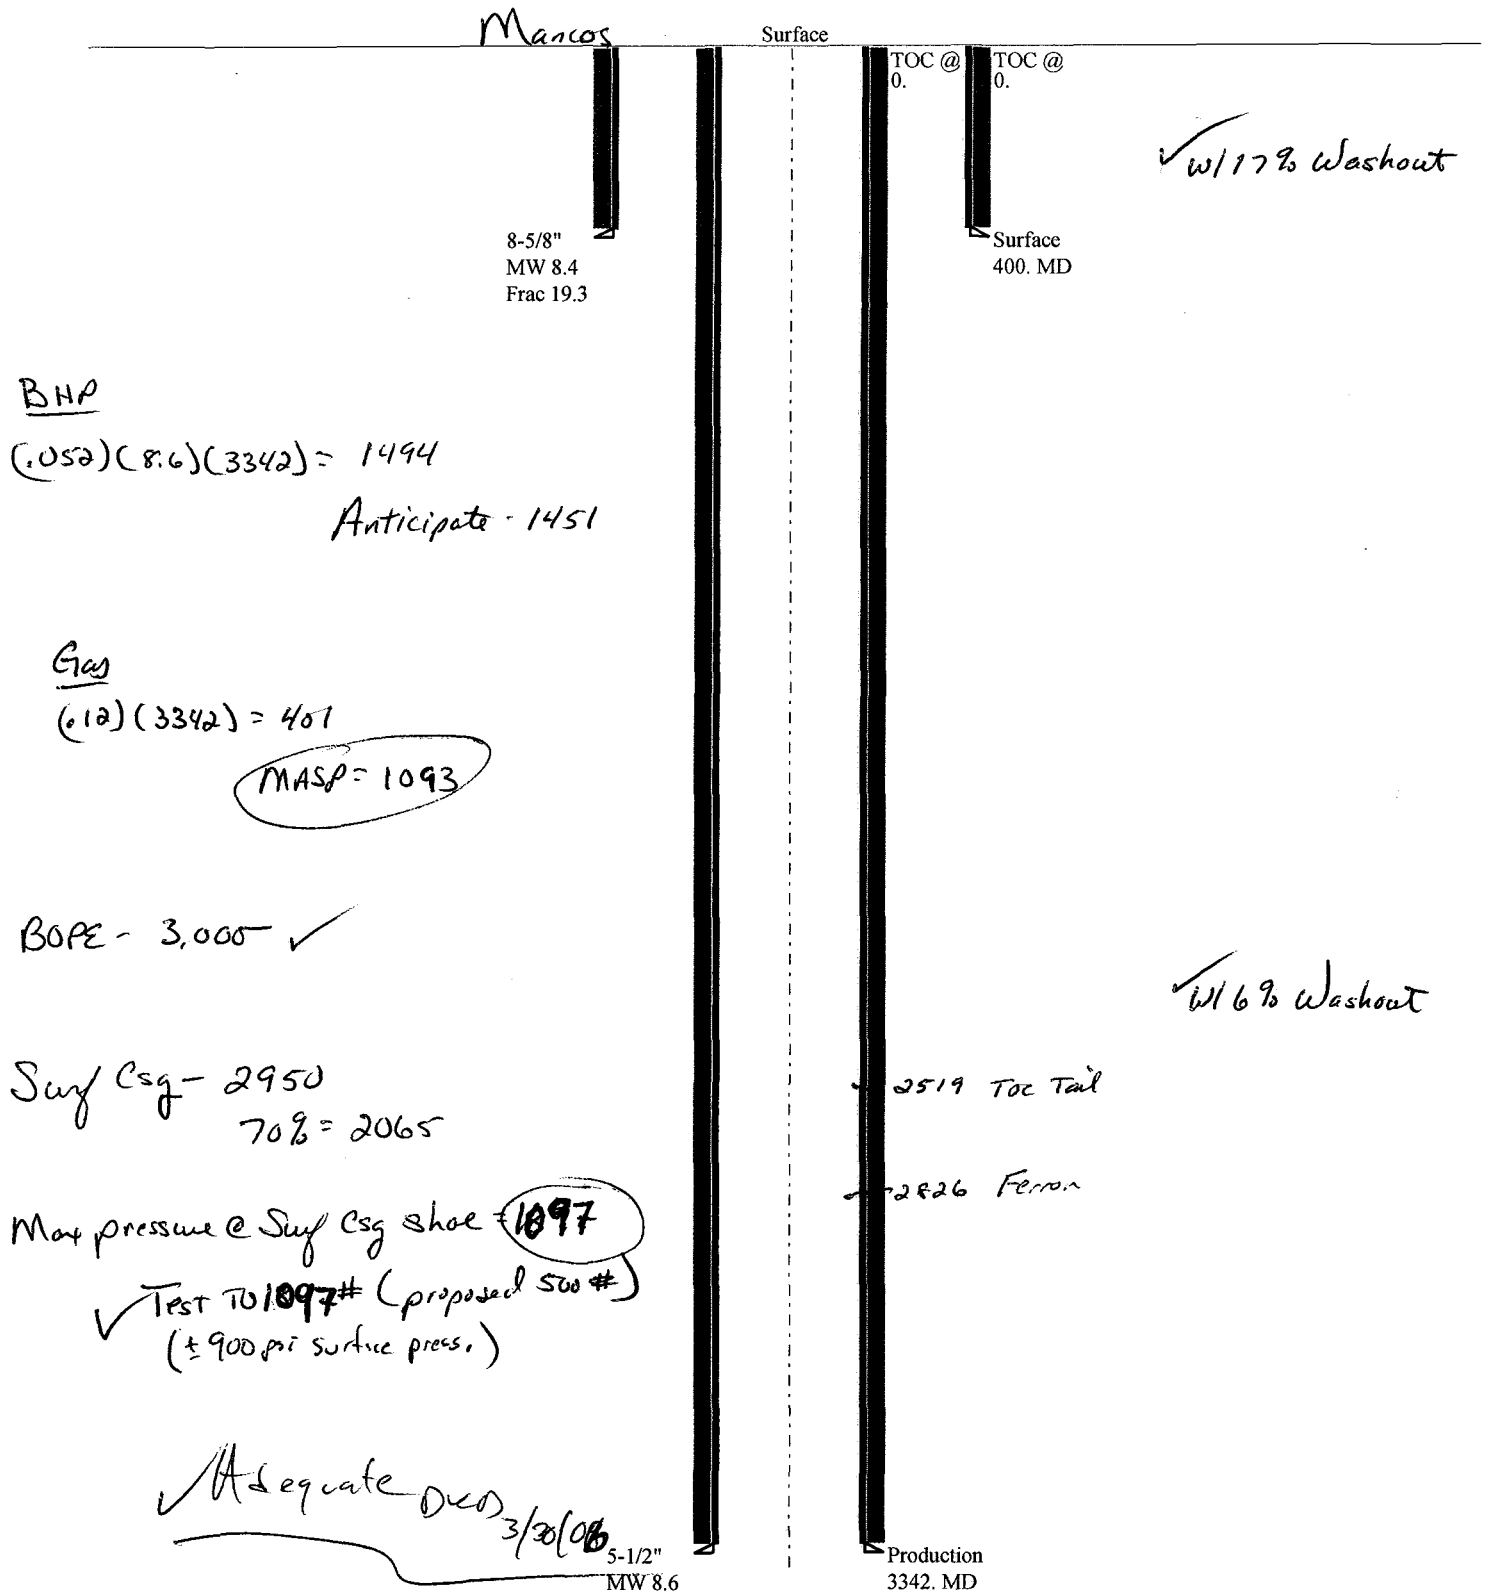 Mancos
Surface
TOC @ TOC @
0. 0.
w/17% Washout
8-5/8"
MW 8.4
Frac 19.3
Surface
400. MD
BHP
(.052)(8.6)(3342)= 1494
Anticipate - 1451
Gas
(.12)(3342) = 401
MASP = 1093
BOPE - 3,000 ✓
w/ 6% Washout
Surf Csg - 2950
70% = 2065
2519 TOC Tail
2826 Ferron
Max pressure @ Surf Csg shoe = 1097
✓ Test to 1097# (proposed 500#)
(± 900 psi surface press.)
✓ Adequate DKD
5-1/2"
MW 8.6
Production
3342. MD